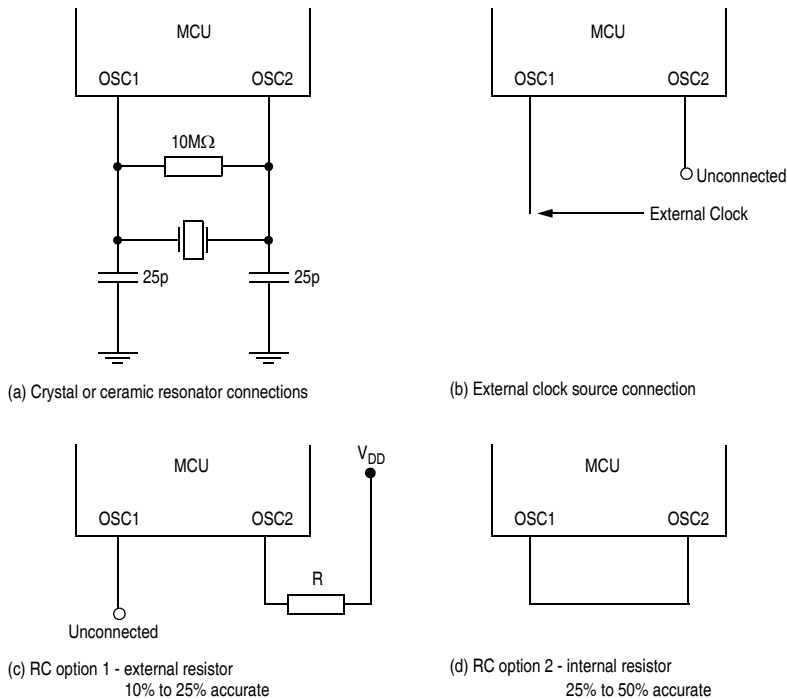 MCU
OSC1 OSC2
10MΩ
25p 25p
(a) Crystal or ceramic resonator connections
MCU
OSC1 OSC2
Unconnected
External Clock
(b) External clock source connection
MCU
OSC1 OSC2
VDD
R
Unconnected
(c) RC option 1 - external resistor
10% to 25% accurate
MCU
OSC1 OSC2
(d) RC option 2 - internal resistor
25% to 50% accurate